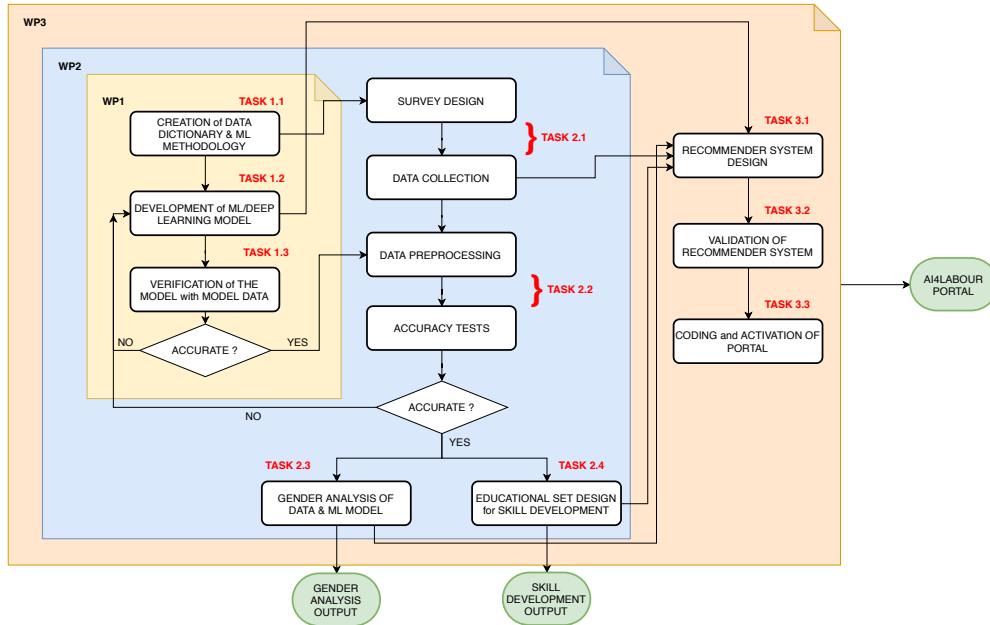 WP3
WP2
WP1
TASK 1.1
CREATION of DATA
DICTIONARY & ML
METHODOLOGY
TASK 1.2
DEVELOPMENT of ML/DEEP
LEARNING MODEL
TASK 1.3
VERIFICATION of THE
MODEL with MODEL DATA
ACCURATE ?
NO
YES
SURVEY DESIGN
TASK 2.1
DATA COLLECTION
DATA PREPROCESSING
TASK 2.2
ACCURACY TESTS
ACCURATE ?
NO
YES
TASK 2.3
GENDER ANALYSIS OF
DATA & ML MODEL
TASK 2.4
EDUCATIONAL SET DESIGN
for SKILL DEVELOPMENT
TASK 3.1
RECOMMENDER SYSTEM
DESIGN
TASK 3.2
VALIDATION OF
RECOMMENDER SYSTEM
TASK 3.3
CODING and ACTIVATION OF
PORTAL
AI4LABOUR
PORTAL
GENDER
ANALYSIS
OUTPUT
SKILL
DEVELOPMENT
OUTPUT